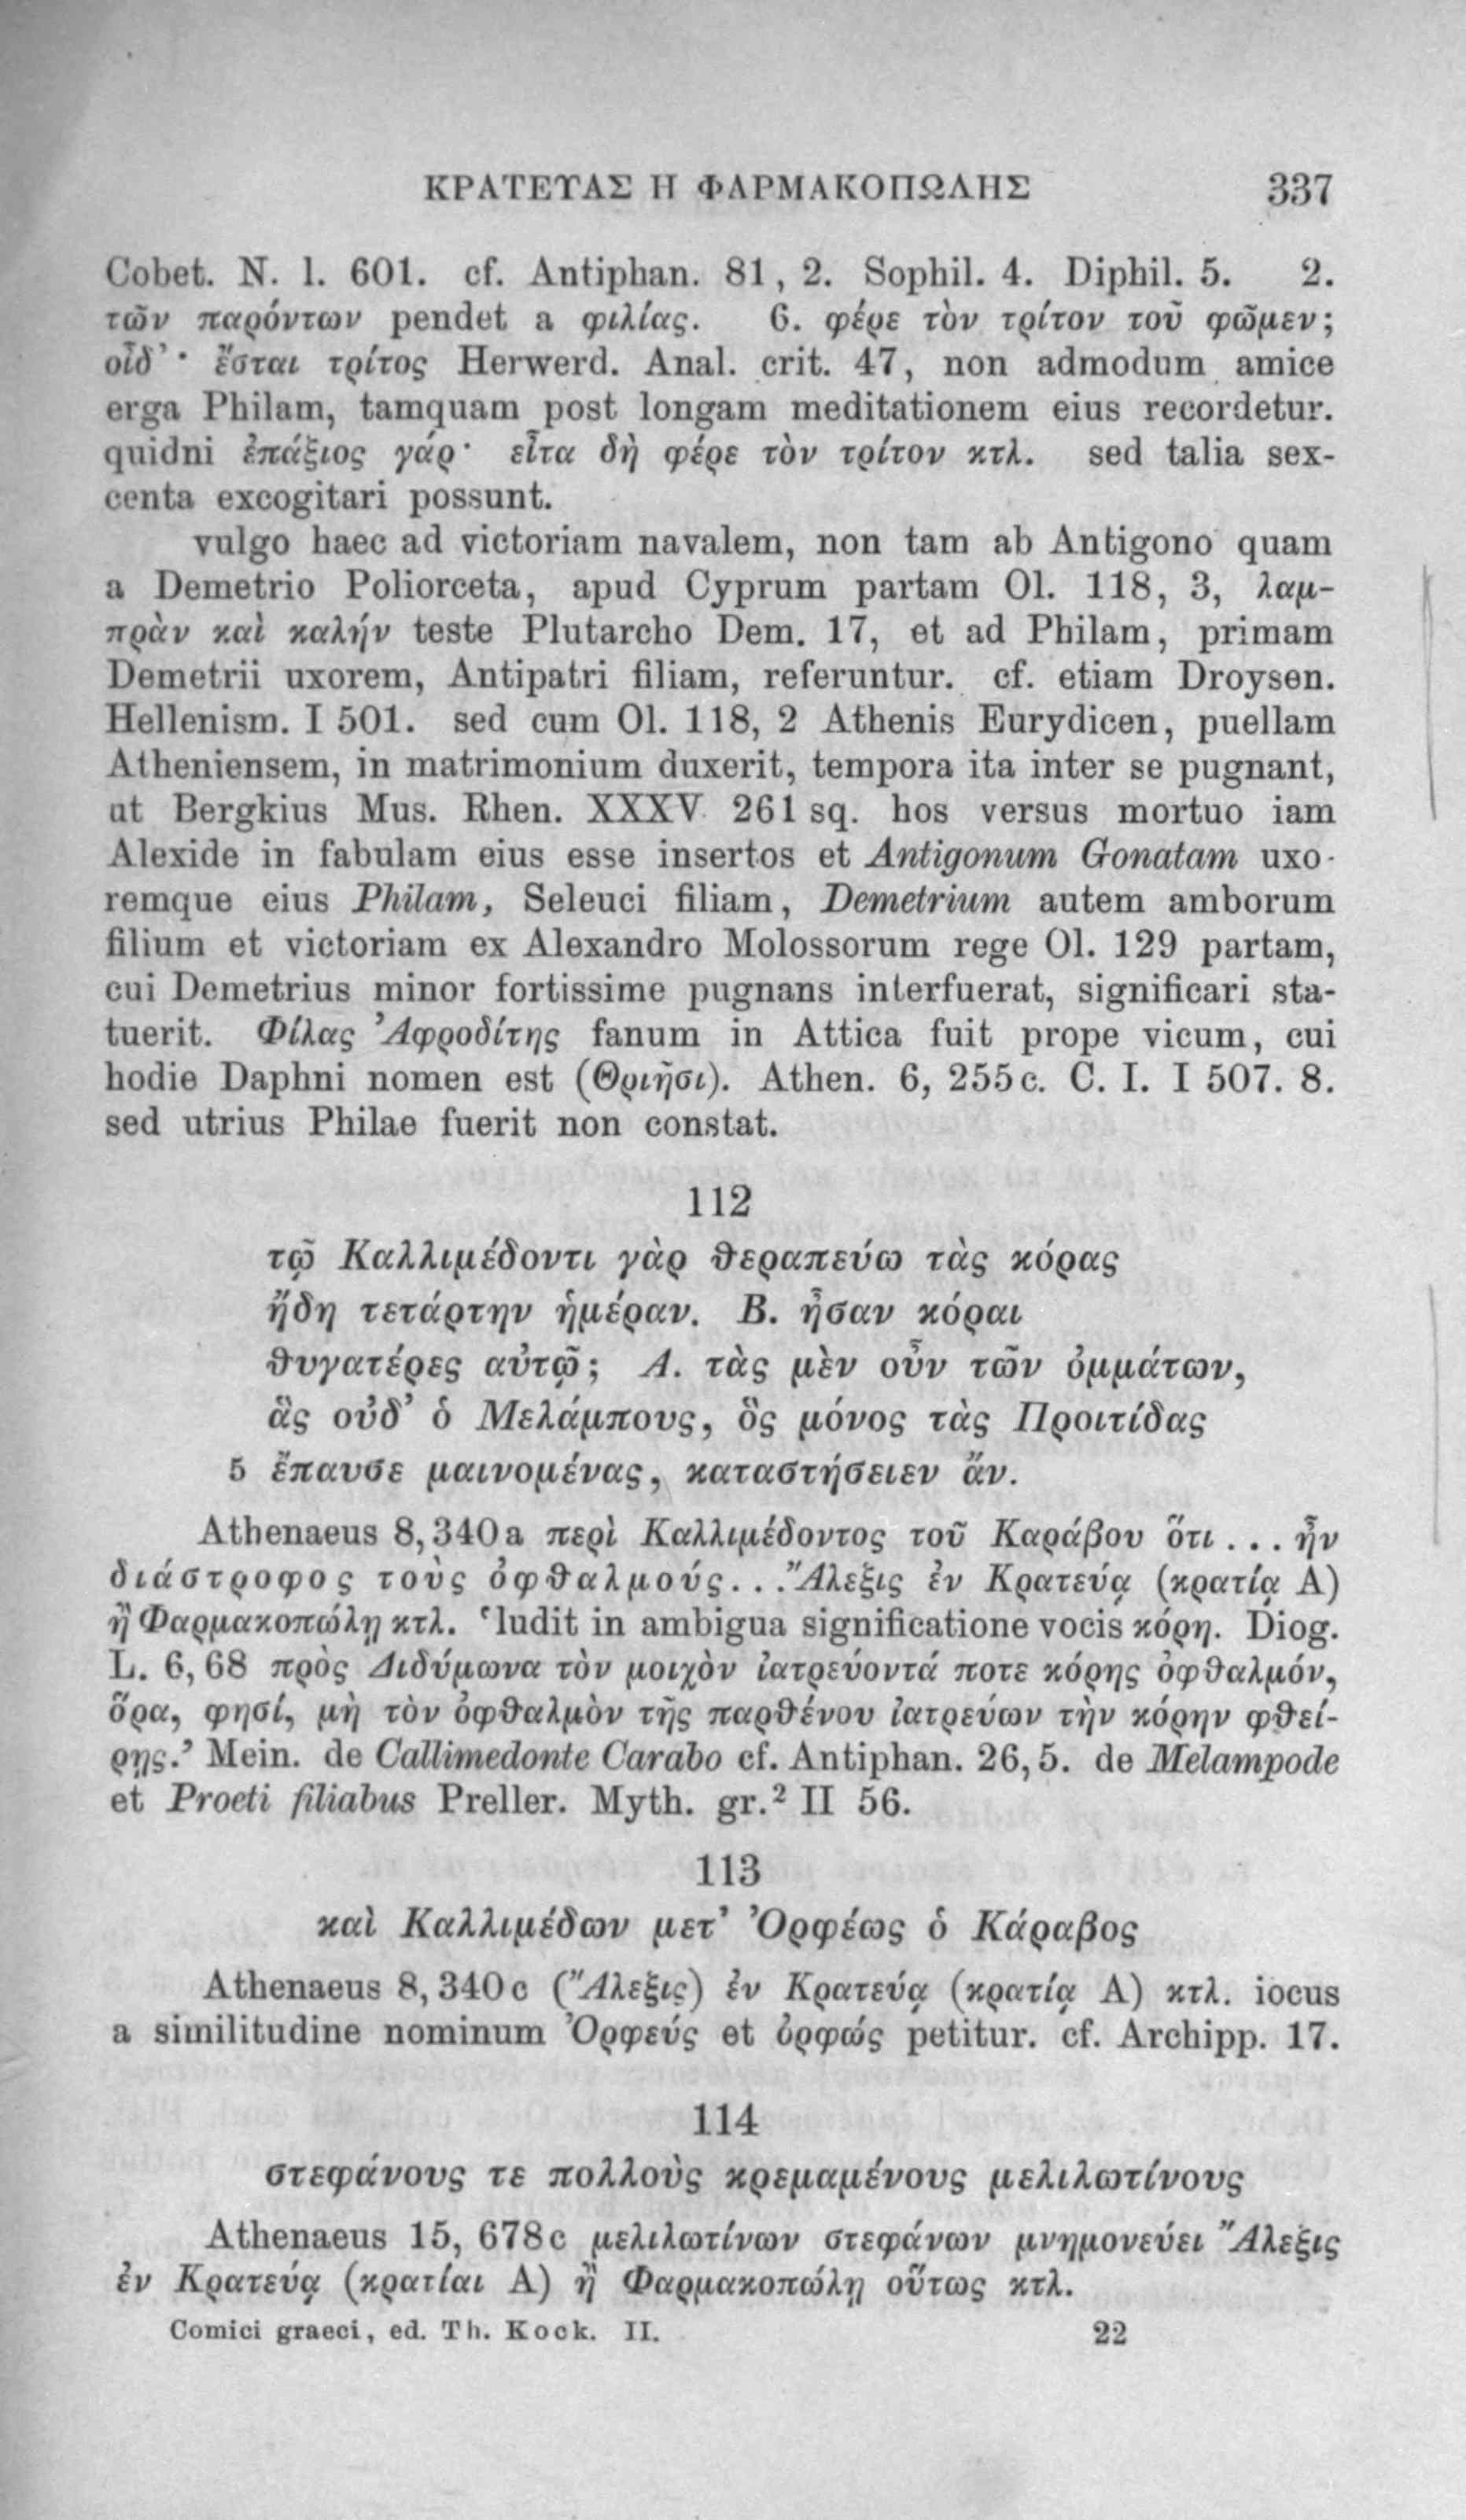 ΚΡΑΤΕΥΑΣ Η ΦΑΡΜΑΚΟΠΩΛΗΣ 337
Cobet. N. l. 601. cf. Antiphan. 81, 2. Sophil. 4. Diphil. 5. 2.
τῶν παρόντων pendet a φιλίας. 6. φέρε τὸν τρίτον τοῦ φῶμεν;
οἶδ’· ἔσται τρίτος Herwerd. Anal. crit. 47, non admodum amice
erga Philam, tamquam post longam meditationem eius recordetur.
quidni ἐπάξιος γάρ· εἶτα δὴ φέρε τὸν τρίτον κτλ. sed talia sex-
centa excogitari possunt.
vulgo haec ad victoriam navalem, non tam ab Antigono quam
a Demetrio Poliorceta, apud Cyprum partam Ol. 118, 3, λαμ-
πρὰν καὶ καλήν teste Plutarcho Dem. 17, et ad Philam, primam
Demetrii uxorem, Antipatri filiam, referuntur. cf. etiam Droysen.
Hellenism. I 501. sed cum Ol. 118, 2 Athenis Eurydicen, puellam
Atheniensem, in matrimonium duxerit, tempora ita inter se pugnant,
ut Bergkius Mus. Rhen. XXXV 261 sq. hos versus mortuo iam
Alexide in fabulam eius esse insertos et Antigonum Gonatam uxo-
remque eius Philam, Seleuci filiam, Demetrium autem amborum
filium et victoriam ex Alexandro Molossorum rege Ol. 129 partam,
cui Demetrius minor fortissime pugnans interfuerat, significari sta-
tuerit. Φίλας Ἀφροδίτης fanum in Attica fuit prope vicum, cui
hodie Daphni nomen est (Θριῆσι). Athen. 6, 255c. C. I. I 507. 8.
sed utrius Philae fuerit non constat.
112
τῷ Καλλιμέδοντι γὰρ θεραπεύω τὰς κόρας
ἤδη τετάρτην ἡμέραν. Β. ἦσαν κόραι
θυγατέρες αὐτῷ; Α. τὰς μὲν οὖν τῶν ὀμμάτων,
ἃς οὐδ’ ὁ Μελάμπους, ὃς μόνος τὰς Προιτίδας
5 ἔπαυσε μαινομένας, καταστήσειεν ἄν.
Athenaeus 8, 340a περὶ Καλλιμέδοντος τοῦ Καράβου ὅτι ... ἦν
διάστροφος τοὺς ὀφθαλμούς... Ἄλεξις ἐν Κρατεύᾳ (κρατίᾳ A)
ἢ Φαρμακοπώλῃ κτλ. ‘ludit in ambigua significatione vocis κόρη. Diog.
L. 6, 68 πρὸς Διδύμωνα τὸν μοιχὸν ἰατρεύοντά ποτε κόρης ὀφθαλμόν,
ὅρα, φησί, μὴ τὸν ὀφθαλμὸν τῆς παρθένου ἰατρεύων τὴν κόρην φθεί-
ρῃς.’ Mein. de Callimedonte Carabo cf. Antiphan. 26, 5. de Melampode
et Proeti filiabus Preller. Myth. gr.² II 56.
113
καὶ Καλλιμέδων μετ’ Ὀρφέως ὁ Κάραβος
Athenaeus 8, 340c (Ἄλεξις) ἐν Κρατεύᾳ (κρατίᾳ A) κτλ. iocus
a similitudine nominum Ὀρφεύς et ὀρφώς petitur. cf. Archipp. 17.
114
στεφάνους τε πολλοὺς κρεμαμένους μελιλωτίνους
Athenaeus 15, 678c μελιλωτίνων στεφάνων μνημονεύει Ἄλεξις
ἐν Κρατεύᾳ (κρατίαι A) ἢ Φαρμακοπώλῃ οὕτως κτλ.
Comici graeci, ed. Th. Kock. II. 22